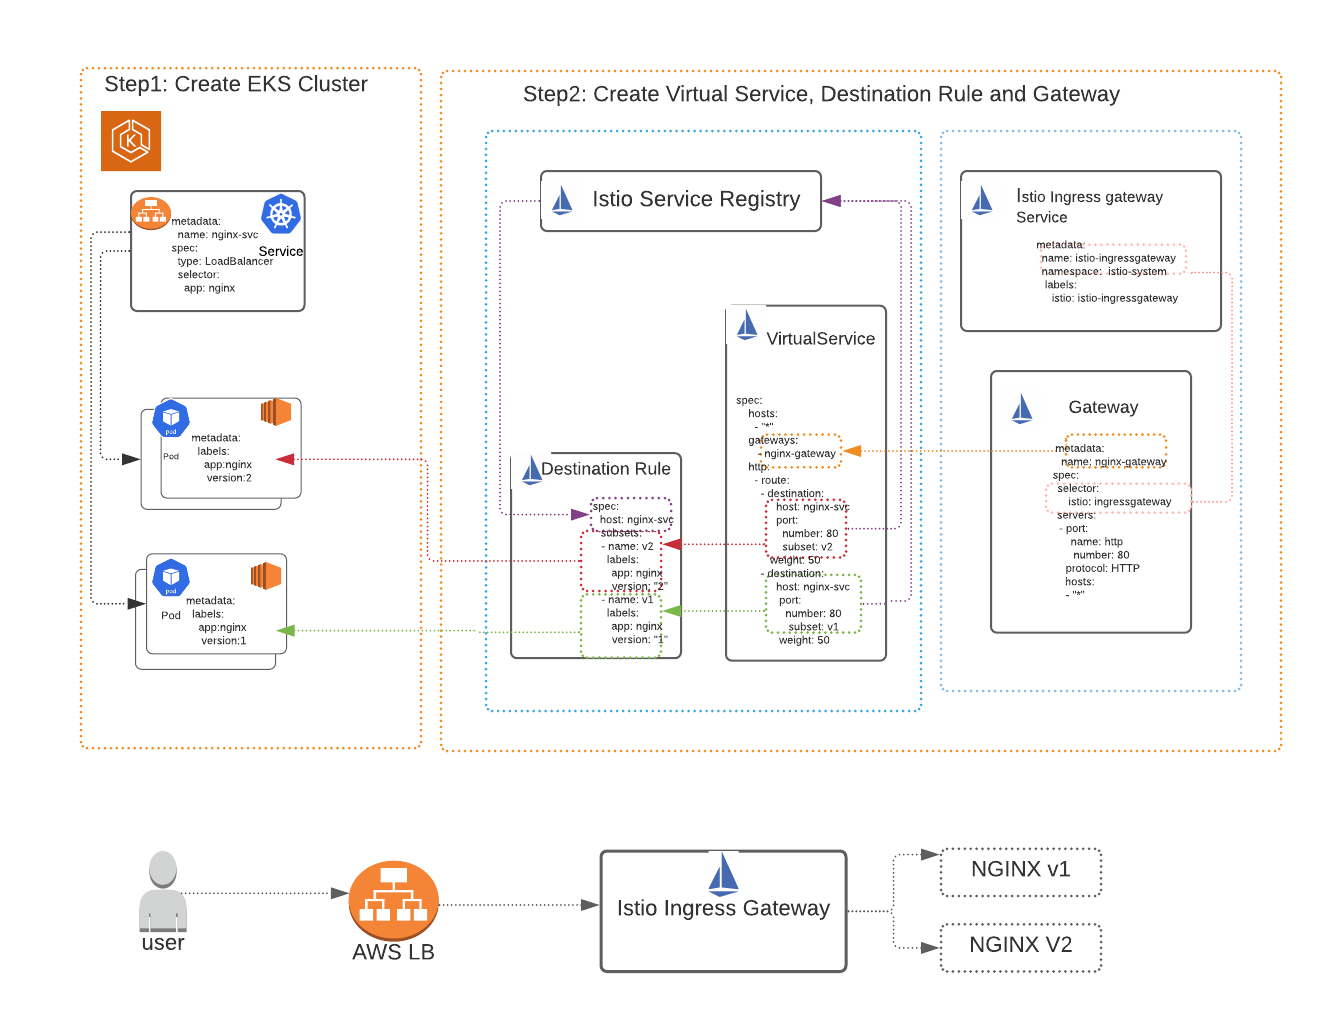 Step1: Create EKS Cluster
K
metadata:
name: nginx-svc
spec:
Service
type: LoadBalancer
selector:
app: nginx
pod
metadata:
labels:
Pod
app:nginx
version:2
pod
metadata:
labels:
Pod
app:nginx
version:1
Step2: Create Virtual Service, Destination Rule and Gateway
Istio Service Registry
Destination Rule
spec:
host: nginx-svc
subsets:
- name: v2
labels:
app: nginx
version: "2"
- name: v1
labels:
app: nginx
version: "1"
VirtualService
spec:
hosts:
- "*"
gateways:
- nginx-gateway
http:
- route:
- destination:
host: nginx-svc
port:
number: 80
subset: v2
weight: 50
- destination:
host: nginx-svc
port:
number: 80
subset: v1
weight: 50
Istio Ingress gateway
Service
metadata:
name: istio-ingressgateway
namespace: istio-system
labels:
istio: istio-ingressgateway
Gateway
metadata:
name: nginx-gateway
spec:
selector:
istio: ingressgateway
servers:
- port:
name: http
number: 80
protocol: HTTP
hosts:
- "*"
user
AWS LB
Istio Ingress Gateway
NGINX v1
NGINX V2